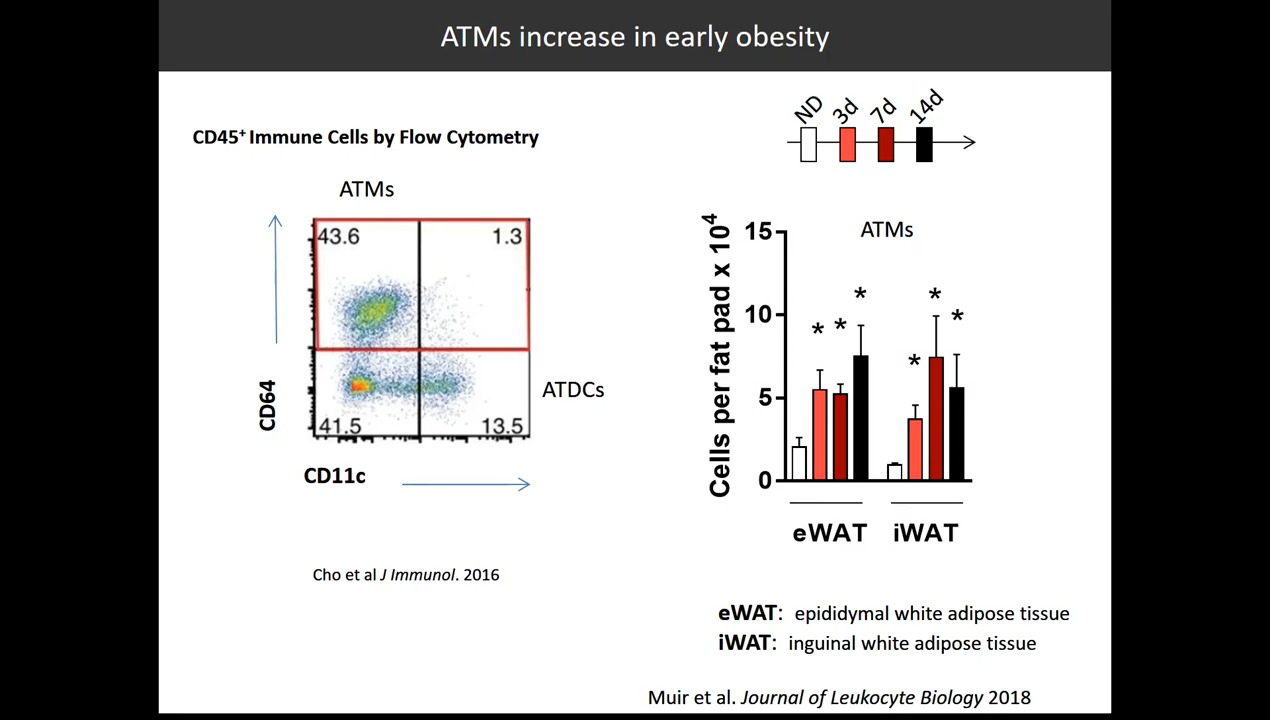 ATMs increase in early obesity
CD45+ Immune Cells by Flow Cytometry
ATMs
43.6
1.3
41.5
13.5
CD64
CD11c
ATDCs
Cho et al J Immunol. 2016
ND
3d
7d
14d
ATMs
Cells per fat pad x 10^4
15
10
5
0
* * * * * *
eWAT
iWAT
eWAT: epididymal white adipose tissue
iWAT: inguinal white adipose tissue
Muir et al. Journal of Leukocyte Biology 2018